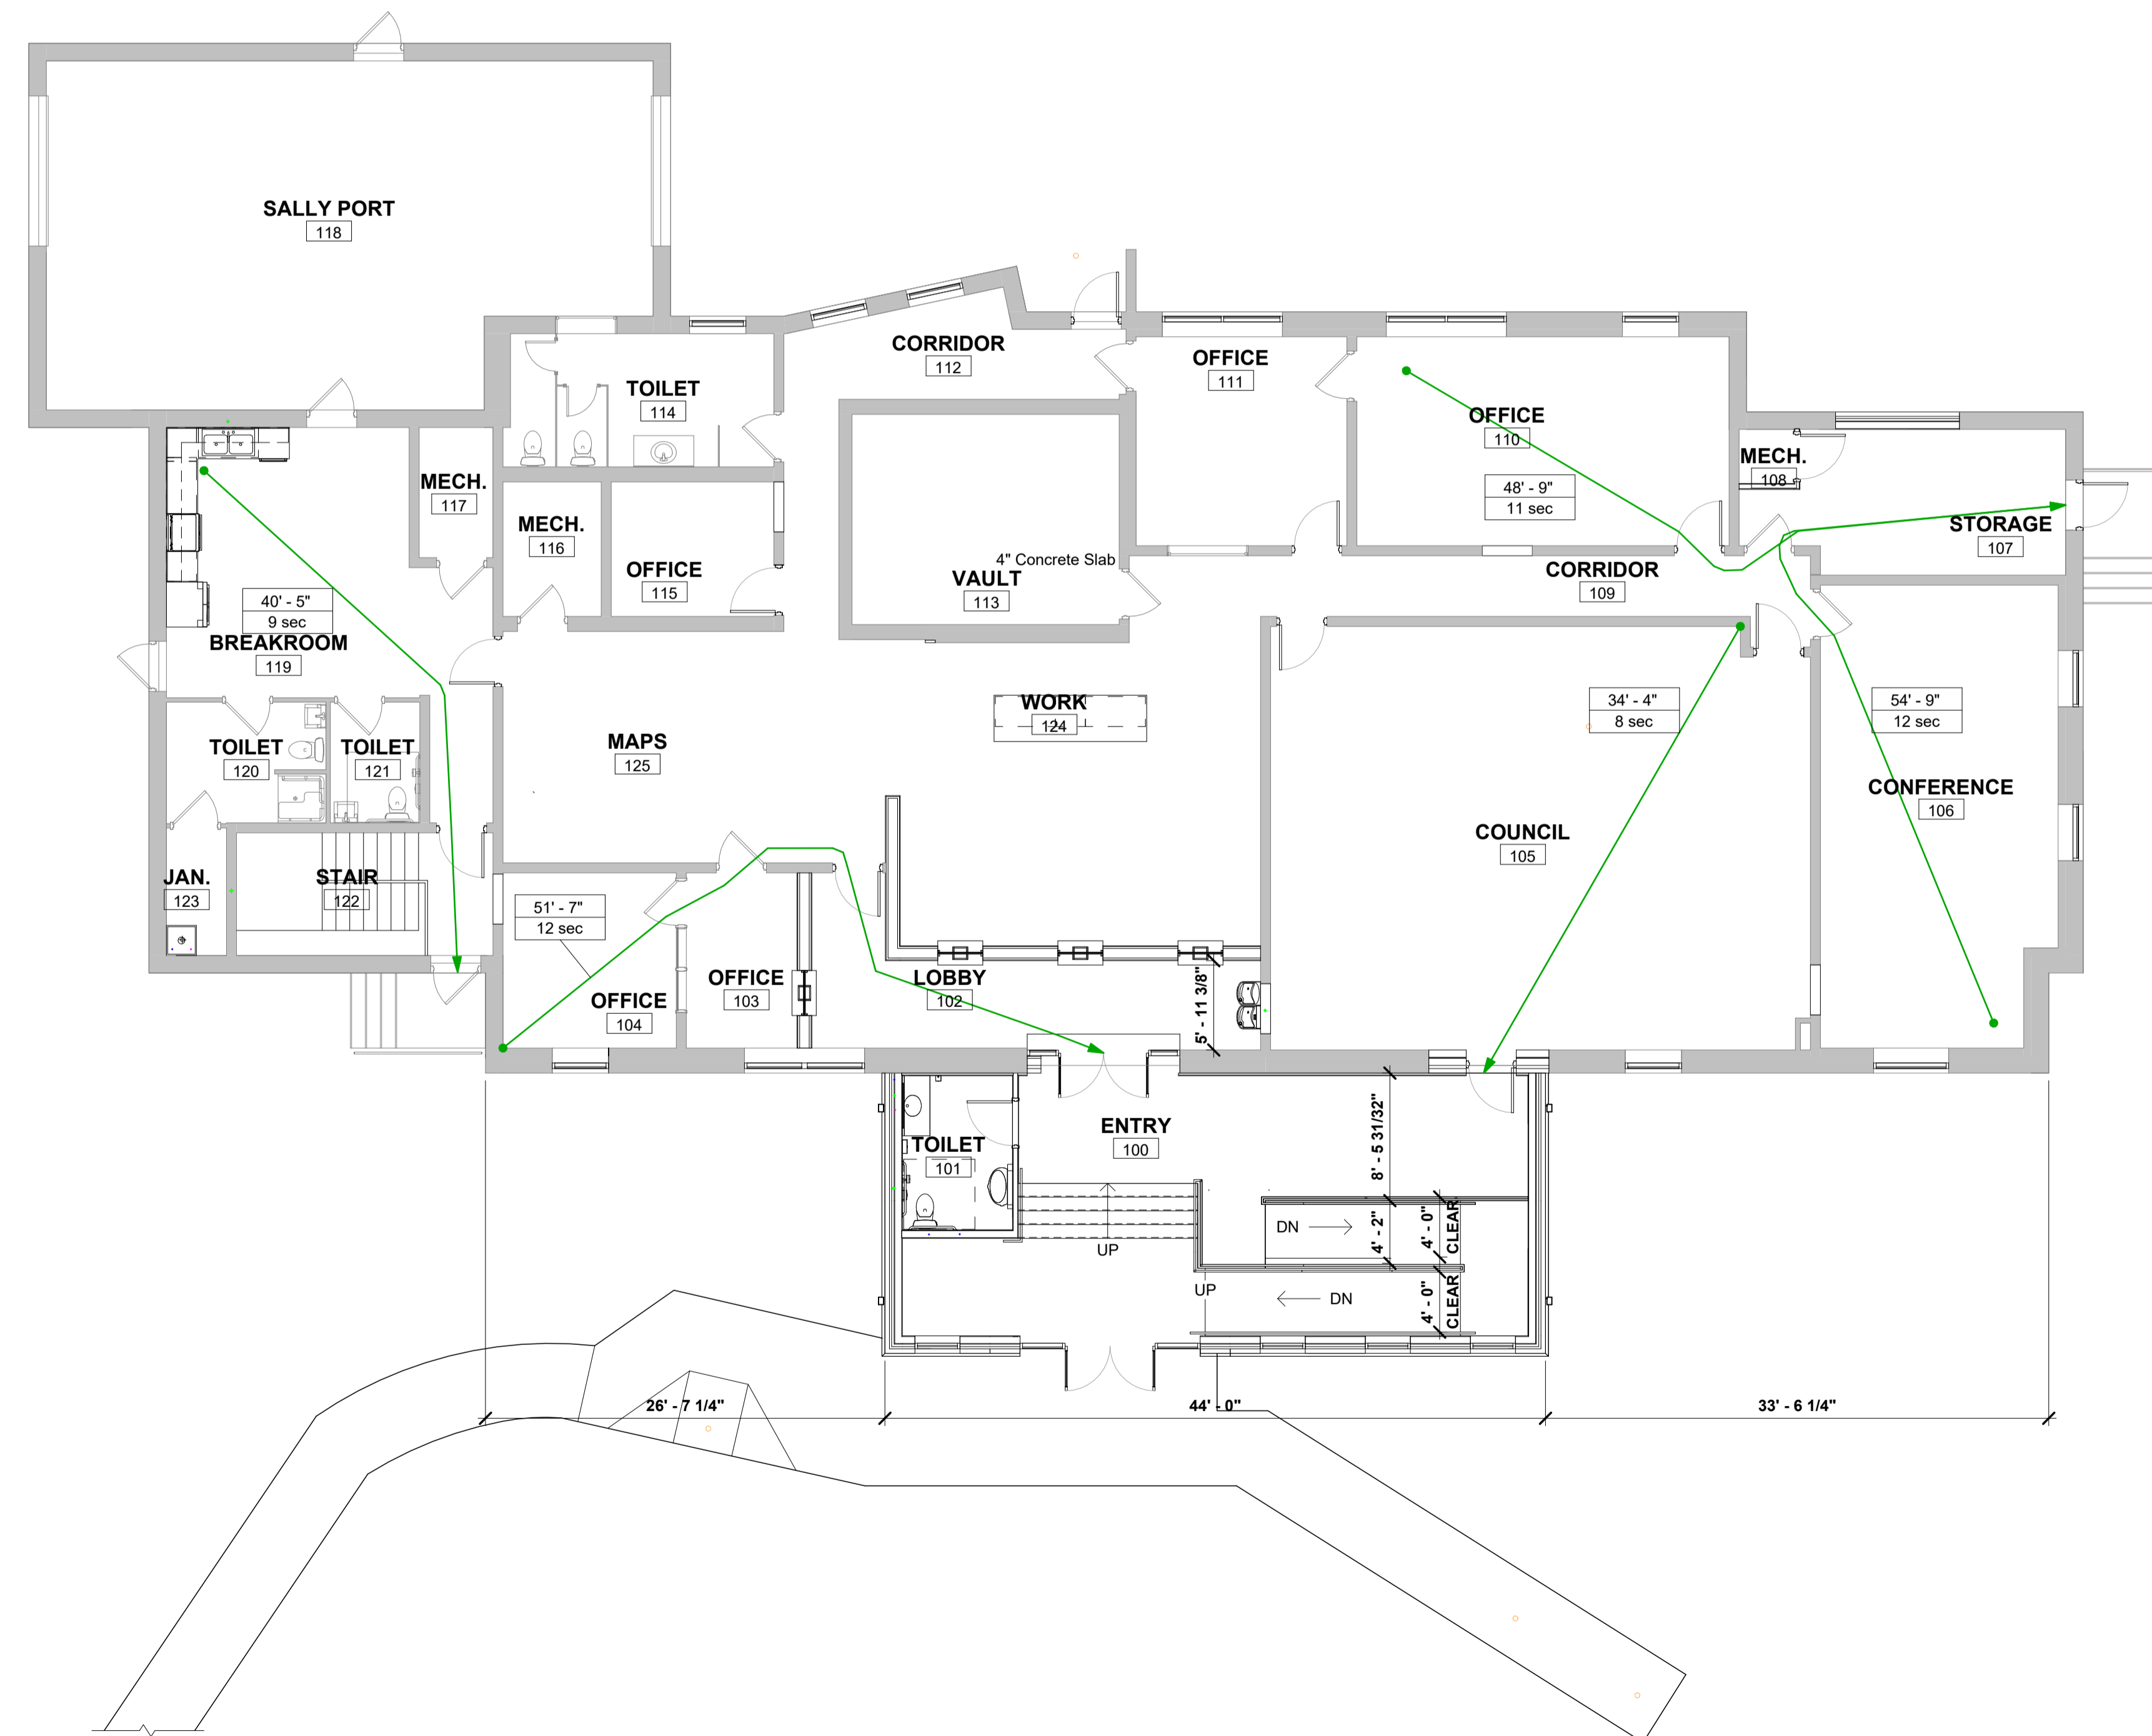 SALLY PORT
118
CORRIDOR
112
OFFICE
111
TOILET
114
OFFICE
110
MECH.
108
MECH.
117
48' - 9"
11 sec
MECH.
116
STORAGE
107
4" Concrete Slab
OFFICE
115
VAULT
113
CORRIDOR
109
40' - 5"
9 sec
BREAKROOM
119
WORK
124
34' - 4"
8 sec
54' - 9"
12 sec
TOILET
120
TOILET
121
MAPS
125
CONFERENCE
106
COUNCIL
105
JAN.
123
STAIR
122
51' - 7"
12 sec
OFFICE
104
OFFICE
103
LOBBY
102
5' - 11 3/8"
ENTRY
100
TOILET
101
8' - 5 31/32"
DN
4' - 2"
4' - 0"
CLEAR
UP
UP
DN
4' - 0"
CLEAR
26' - 7 1/4"
44' - 0"
33' - 6 1/4"